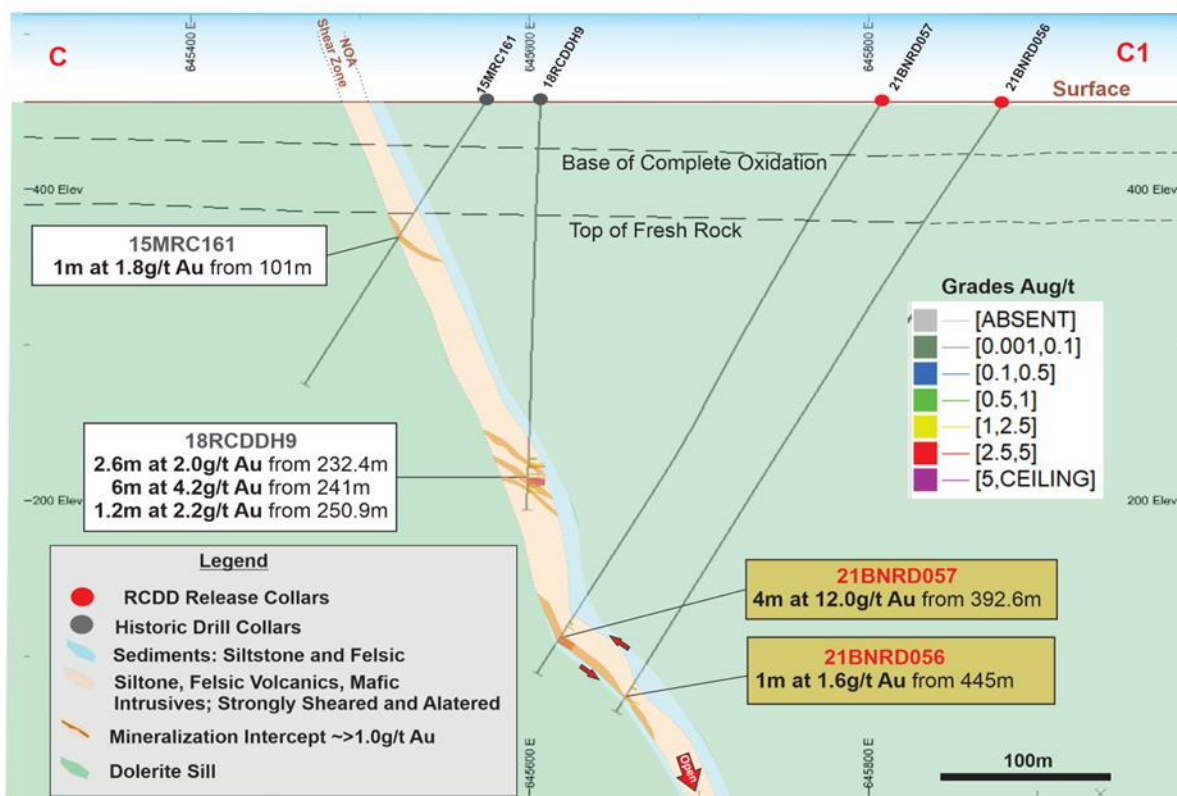 C
645400 E
NOA
Shear Zone
15MRC161
645600 E
18RCDDH9
645800 E
21BNRD057
21BNRD056
C1
Surface
Base of Complete Oxidation
400 Elev
400 Elev
Top of Fresh Rock
15MRC161
1m at 1.8g/t Au from 101m
Grades Aug/t
[ABSENT]
[0.001,0.1]
[0.1,0.5]
[0.5,1]
[1,2.5]
[2.5,5]
[5,CEILING]
18RCDDH9
2.6m at 2.0g/t Au from 232.4m
6m at 4.2g/t Au from 241m
1.2m at 2.2g/t Au from 250.9m
200 Elev
200 Elev
Legend
RCDD Release Collars
Historic Drill Collars
Sediments: Siltstone and Felsic
Siltone, Felsic Volcanics, Mafic
Intrusives; Strongly Sheared and Alatered
Mineralization Intercept ~>1.0g/t Au
Dolerite Sill
21BNRD057
4m at 12.0g/t Au from 392.6m
21BNRD056
1m at 1.6g/t Au from 445m
645600 E
Open
645800 E
100m